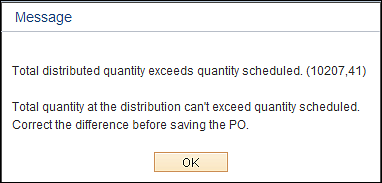 Message
Total distributed quantity exceeds quantity scheduled. (10207,41)
Total quantity at the distribution can't exceed quantity scheduled.
Correct the difference before saving the PO.
OK